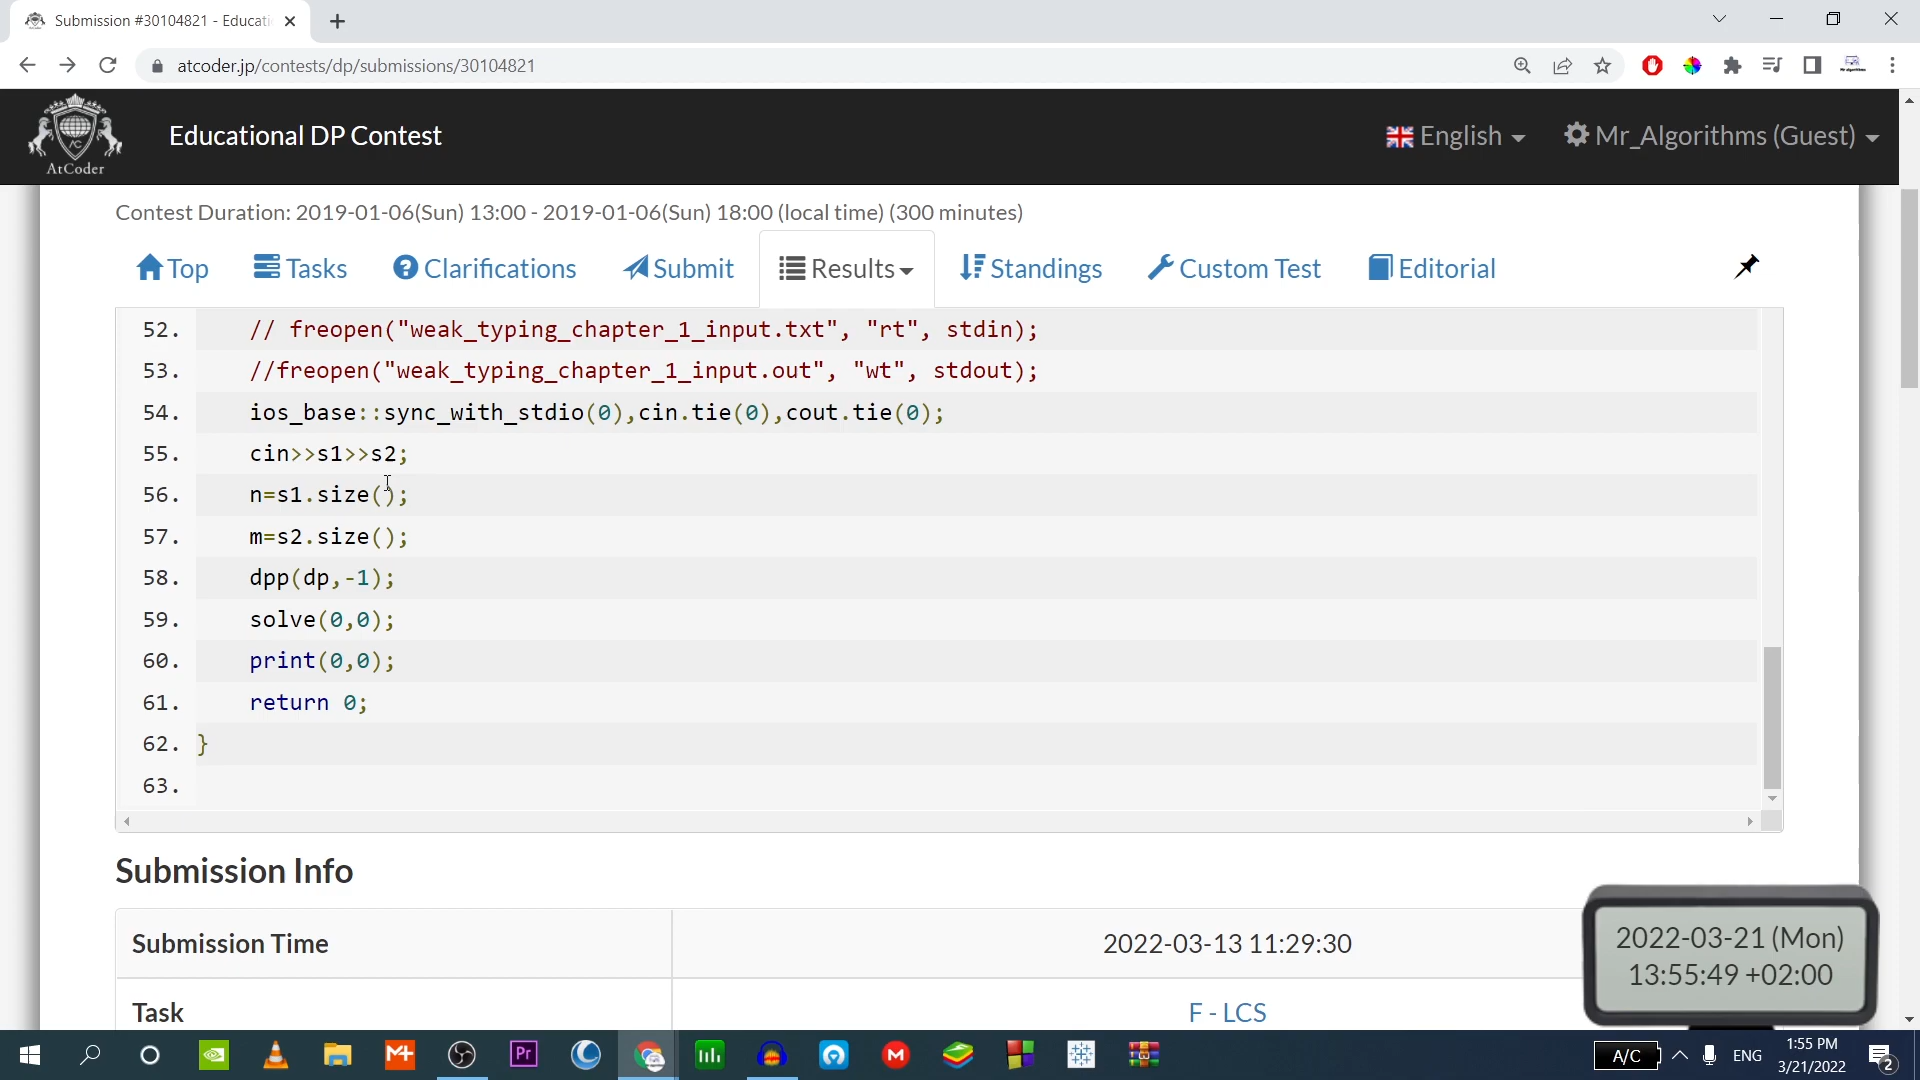 Submission #30104821 - Educati
atcoder.jp/contests/dp/submissions/30104821
AtCoder
Educational DP Contest
English
Mr_Algorithms (Guest)
Contest Duration: 2019-01-06(Sun) 13:00 - 2019-01-06(Sun) 18:00 (local time) (300 minutes)
Top Tasks Clarifications Submit Results Standings Custom Test Editorial
52. // freopen("weak_typing_chapter_1_input.txt", "rt", stdin);
53. //freopen("weak_typing_chapter_1_input.out", "wt", stdout);
54. ios_base::sync_with_stdio(0),cin.tie(0),cout.tie(0);
55. cin>>s1>>s2;
56. n=s1.size();
57. m=s2.size();
58. dpp(dp,-1);
59. solve(0,0);
60. print(0,0);
61. return 0;
62. }
63.
Submission Info
Submission Time 2022-03-13 11:29:30
Task F - LCS
2022-03-21 (Mon)
13:55:49 +02:00
A/C ENG
1:55 PM
3/21/2022
2